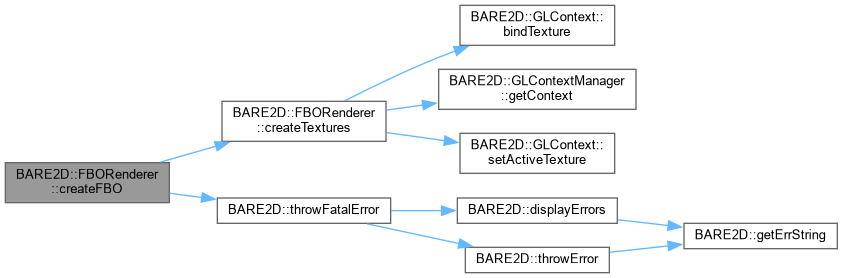 BARE2D::FBORenderer
::createFBO
BARE2D::FBORenderer
::createTextures
BARE2D::GLContext::
bindTexture
BARE2D::GLContextManager
::getContext
BARE2D::GLContext::
setActiveTexture
BARE2D::throwFatalError
BARE2D::displayErrors
BARE2D::throwError
BARE2D::getErrString